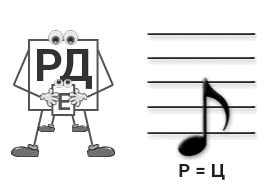 РД
Е
Р = Ц